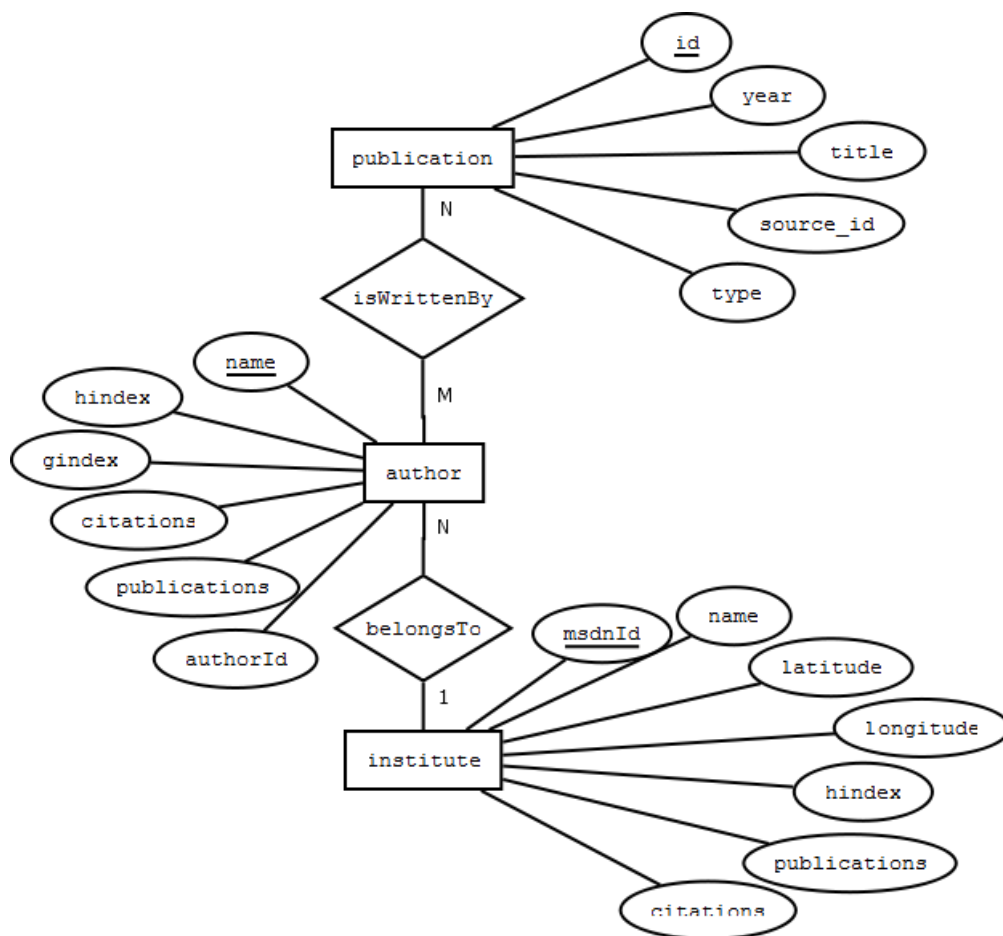 id
year
publication
title
N
source_id
isWrittenBy
type
name
hindex
M
gindex
author
citations
N
publications
belongsTo
msdnId
name
authorId
latitude
1
longitude
institute
hindex
publications
citations